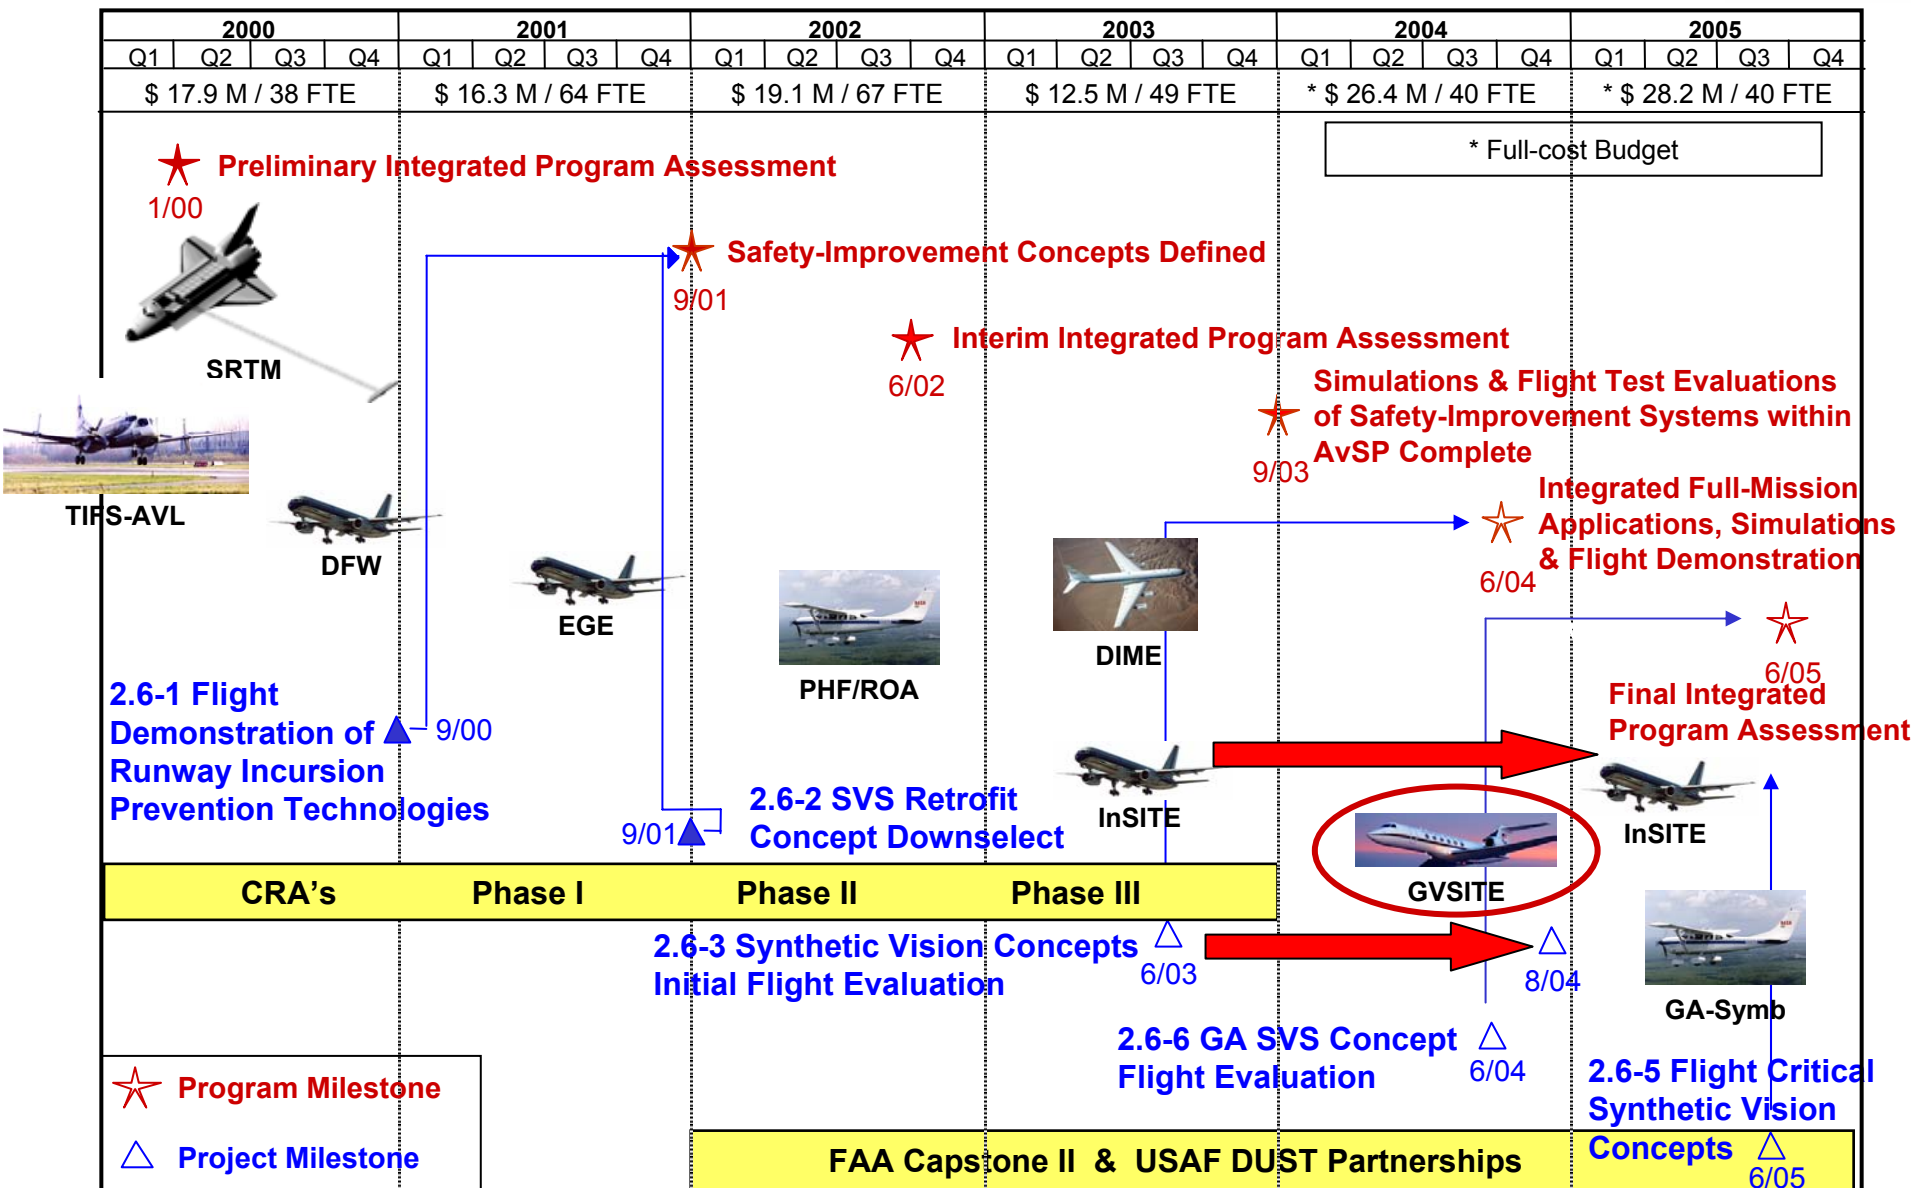 2000 2001 2002 2003 2004 2005
Q1 Q2 Q3 Q4 Q1 Q2 Q3 Q4 Q1 Q2 Q3 Q4 Q1 Q2 Q3 Q4 Q1 Q2 Q3 Q4 Q1 Q2 Q3 Q4
$ 17.9 M / 38 FTE $ 16.3 M / 64 FTE $ 19.1 M / 67 FTE $ 12.5 M / 49 FTE * $ 26.4 M / 40 FTE * $ 28.2 M / 40 FTE
* Full-cost Budget
Preliminary Integrated Program Assessment
1/00
Safety-Improvement Concepts Defined
9/01
Interim Integrated Program Assessment
6/02
SRTM
Simulations & Flight Test Evaluations
of Safety-Improvement Systems within
AvSP Complete
9/03
Integrated Full-Mission
Applications, Simulations
& Flight Demonstration
6/04
TIFS-AVL
DFW
EGE
PHF/ROA
DIME
6/05
Final Integrated
Program Assessment
2.6-1 Flight
Demonstration of
Runway Incursion
Prevention Technologies
9/00
2.6-2 SVS Retrofit
Concept Downselect
9/01
InSITE
GVSITE
InSITE
CRA's Phase I Phase II Phase III
2.6-3 Synthetic Vision Concepts
Initial Flight Evaluation
6/03
8/04
GA-Symb
2.6-6 GA SVS Concept
Flight Evaluation
6/04
2.6-5 Flight Critical
Synthetic Vision
Concepts
6/05
Program Milestone
Project Milestone
FAA Capstone II & USAF DUST Partnerships